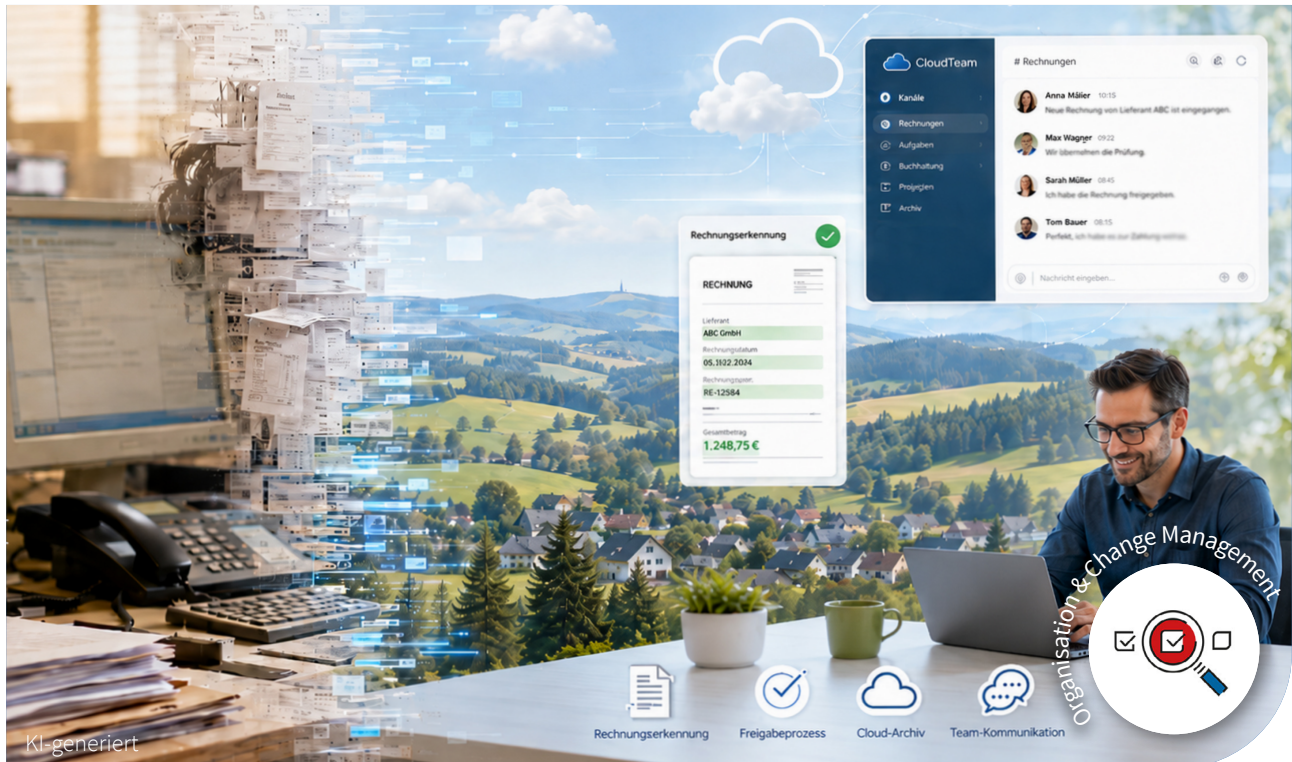 CloudTeam
Kanäle
Rechnungen
Aufgaben
Buchhaltung
Archiv
# Rechnungen
Anna Mälier 10:15
Neue Rechnung von Lieferant ABC ist eingegangen.
Max Wagner 09:22
Wir übernehmen die Prüfung.
Sarah Müller 08:45
Ich habe die Rechnung freigegeben.
Tom Bauer 08:15
Perfekt,
Nachricht eingeben...
Rechnungserkennung
RECHNUNG
Lieferant
ABC GmbH
Rechnungsdatum
RE-12584
Gesamtbetrag
1.248,75 €
Organisation & Change Management
Rechnungserkennung
Freigabeprozess
Cloud-Archiv
Team-Kommunikation
KI-generiert